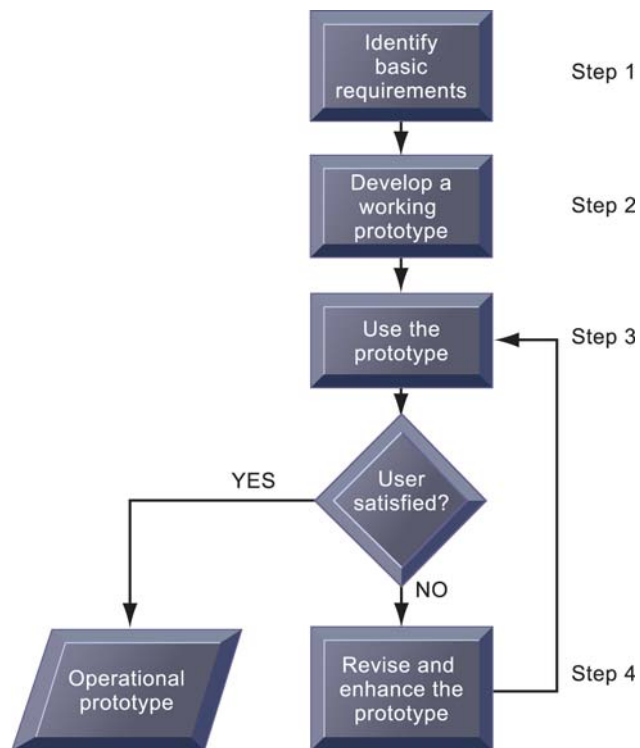 Identify
basic
requirements
Step 1
Develop a
working
prototype
Step 2
Use the
prototype
Step 3
User
satisfied?
YES
NO
Operational
prototype
Revise and
enhance the
prototype
Step 4